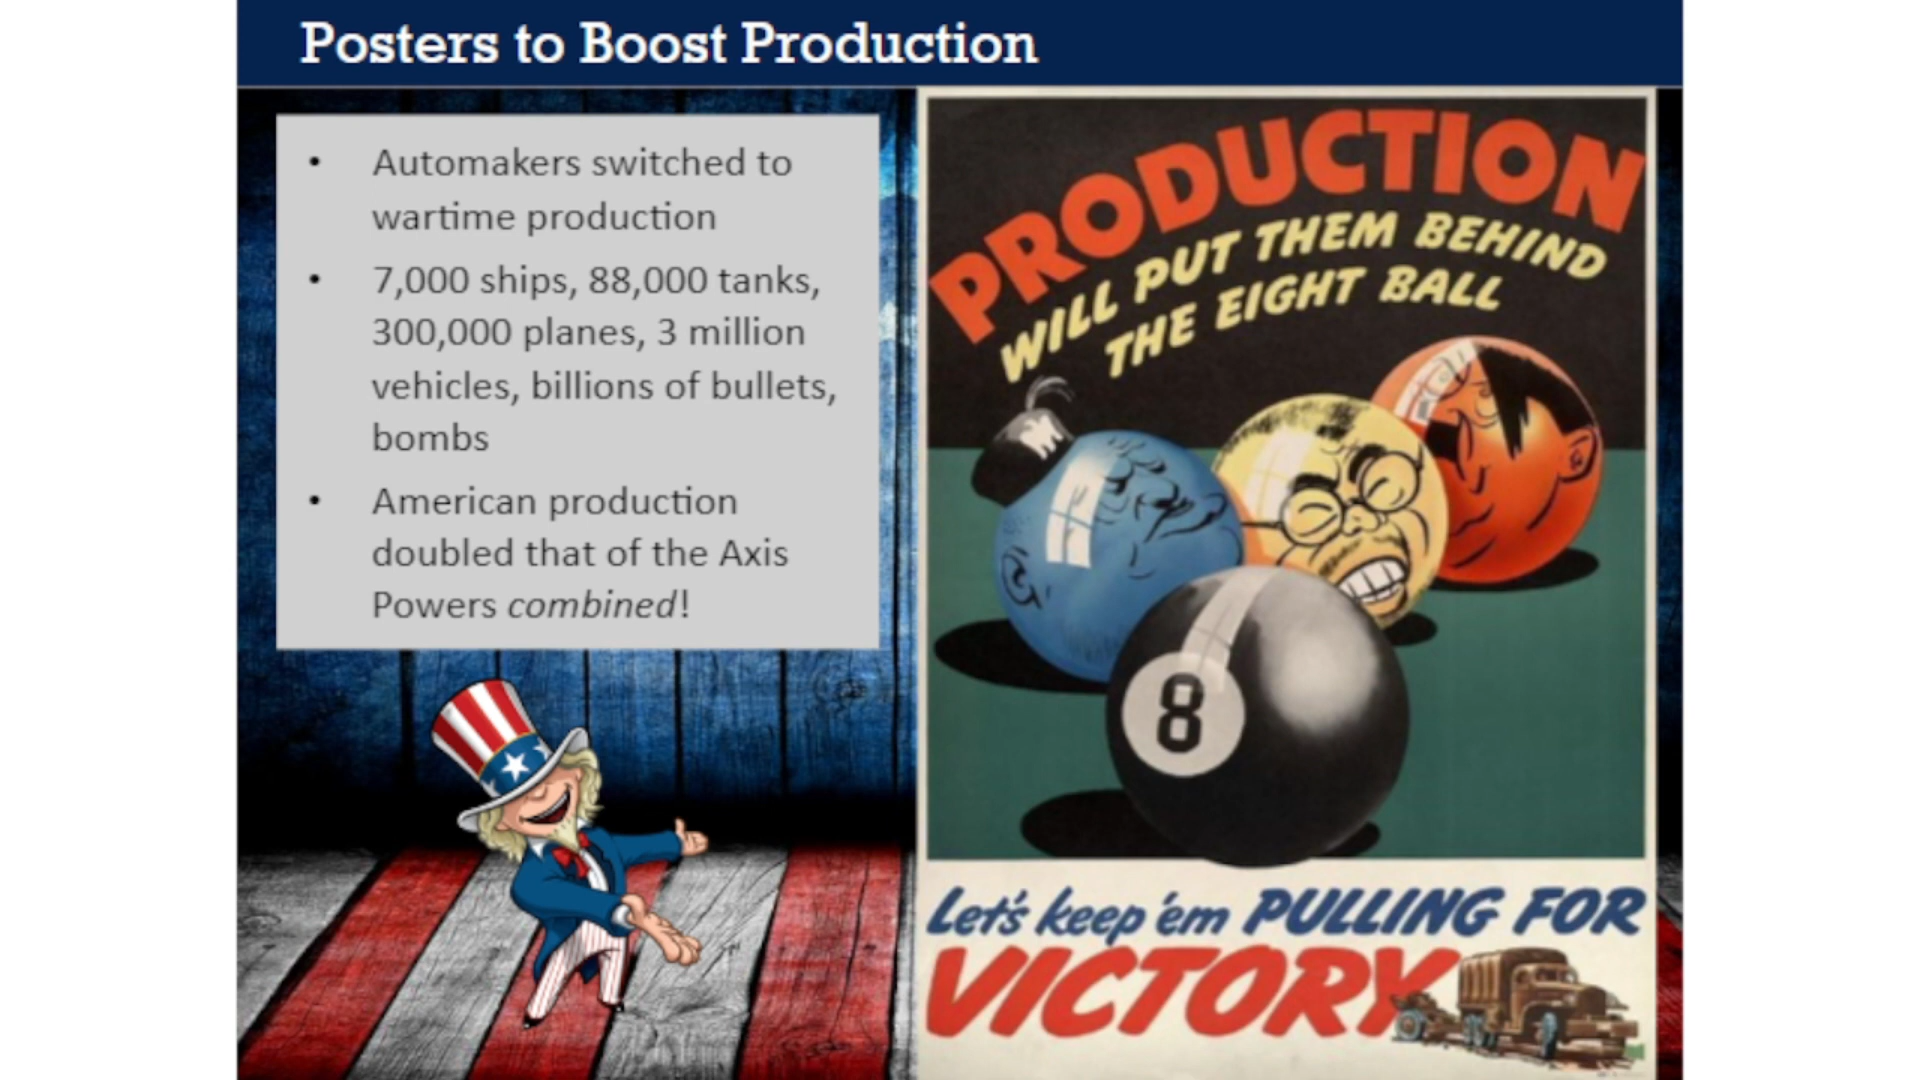 Posters to Boost Production
• Automakers switched to
wartime production
• 7,000 ships, 88,000 tanks,
300,000 planes, 3 million
vehicles, billions of bullets,
bombs
• American production
doubled that of the Axis
Powers combined!
PRODUCTION
WILL PUT THEM BEHIND
THE EIGHT BALL
8
Let's keep 'em PULLING FOR
VICTORY